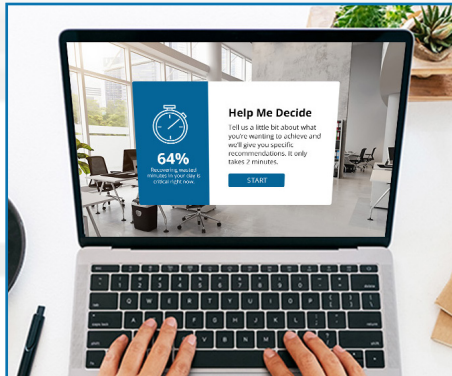 64%
Recovering wasted
minutes in your day is
critical right now.
Help Me Decide
Tell us a little bit about what
you're wanting to achieve and
we'll give you specific
recommendations. It only
takes 2 minutes.
START